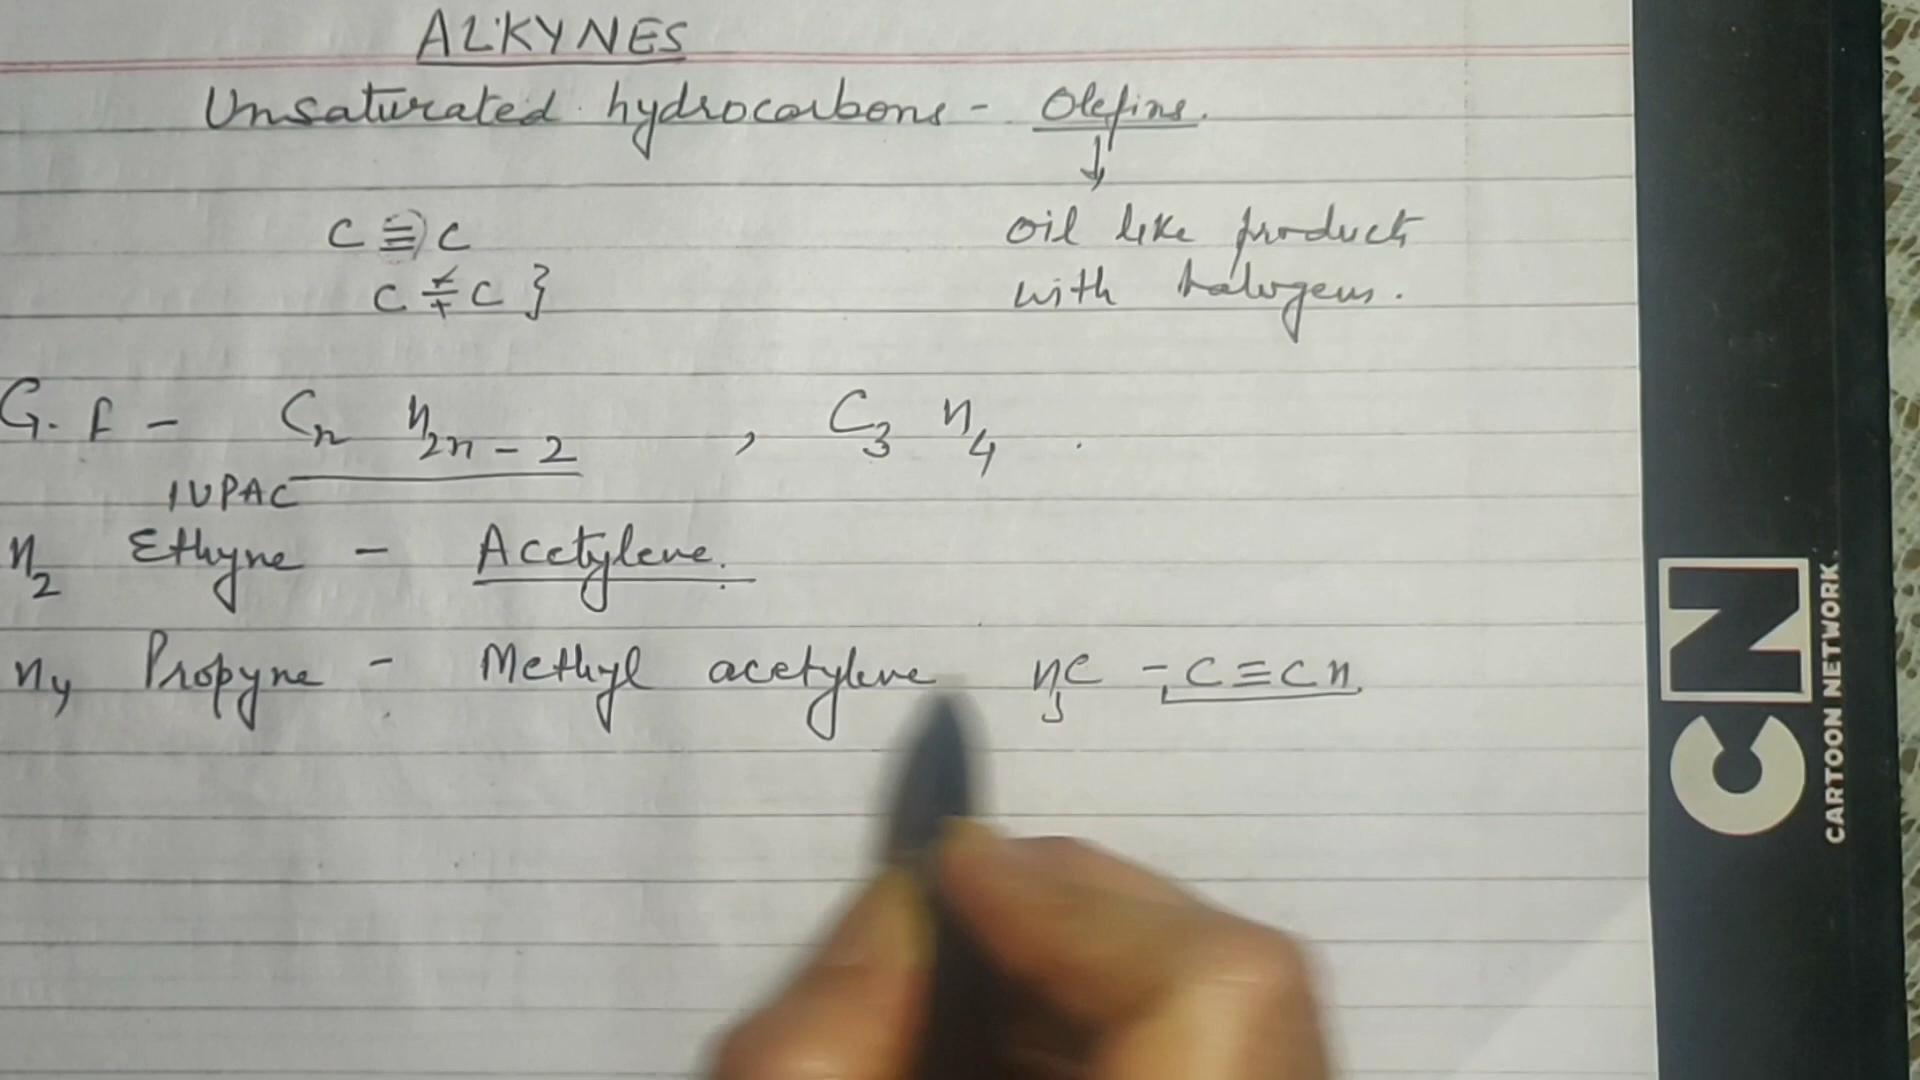 ALKYNES
Unsaturated hydrocarbons - Olefins.
↓
C ≡ C oil like product
C ≡ C } with halogens.
G. f - CnH2n-2 , C3H4 .
IUPAC
H2 Ethyne - Acetylene.
H4 Propyne - Methyl acetylene H3C - C≡CH
CN
CARTOON NETWORK